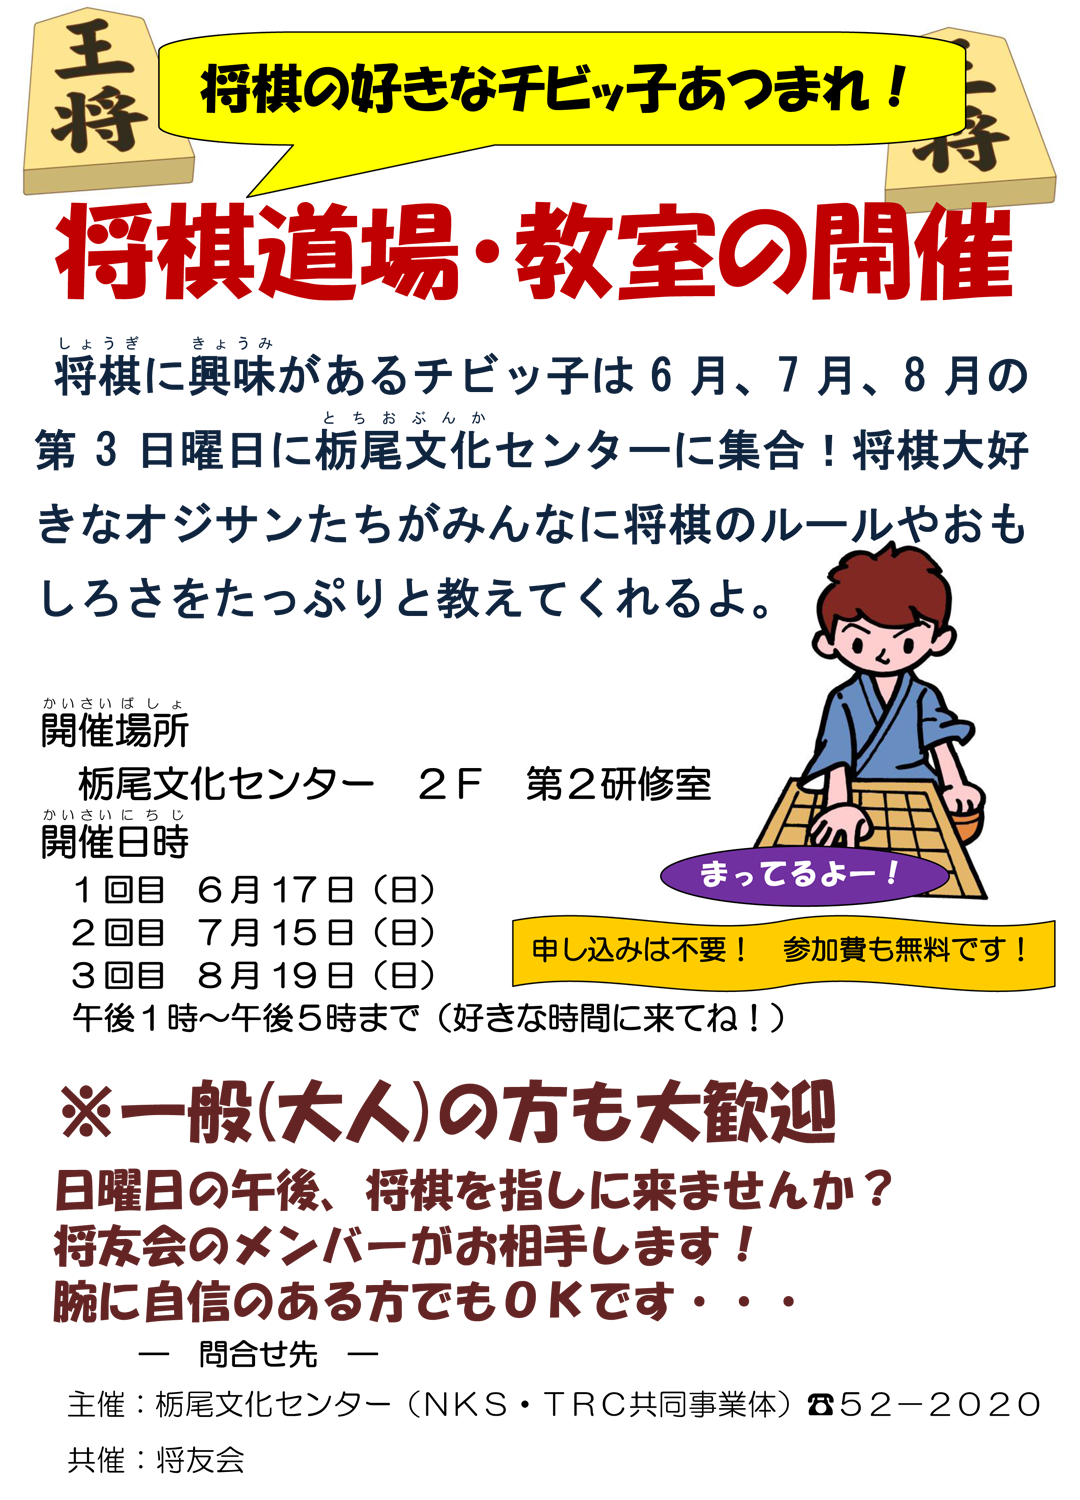 王将
王将
将棋の好きなチビッ子あつまれ！
将棋道場・教室の開催
しょうぎ きょうみ
将棋に興味があるチビッ子は6月、7月、8月の
とちおぶんか
第3日曜日に栃尾文化センターに集合！将棋大好
きなオジサンたちがみんなに将棋のルールやおも
しろさをたっぷりと教えてくれるよ。
かいさいばしょ
開催場所
栃尾文化センター　２Ｆ　第２研修室
かいさいにちじ
開催日時
１回目　６月17日（日）
２回目　７月15日（日）
３回目　８月19日（日）
午後１時～午後５時まで（好きな時間に来てね！）
まってるよー！
申し込みは不要！　参加費も無料です！
※一般(大人)の方も大歓迎
日曜日の午後、将棋を指しに来ませんか？
将友会のメンバーがお相手します！
腕に自信のある方でもＯＫです・・・
―　問合せ先　―
主催：栃尾文化センター（ＮＫＳ・ＴＲＣ共同事業体）☎５２－２０２０
共催：将友会